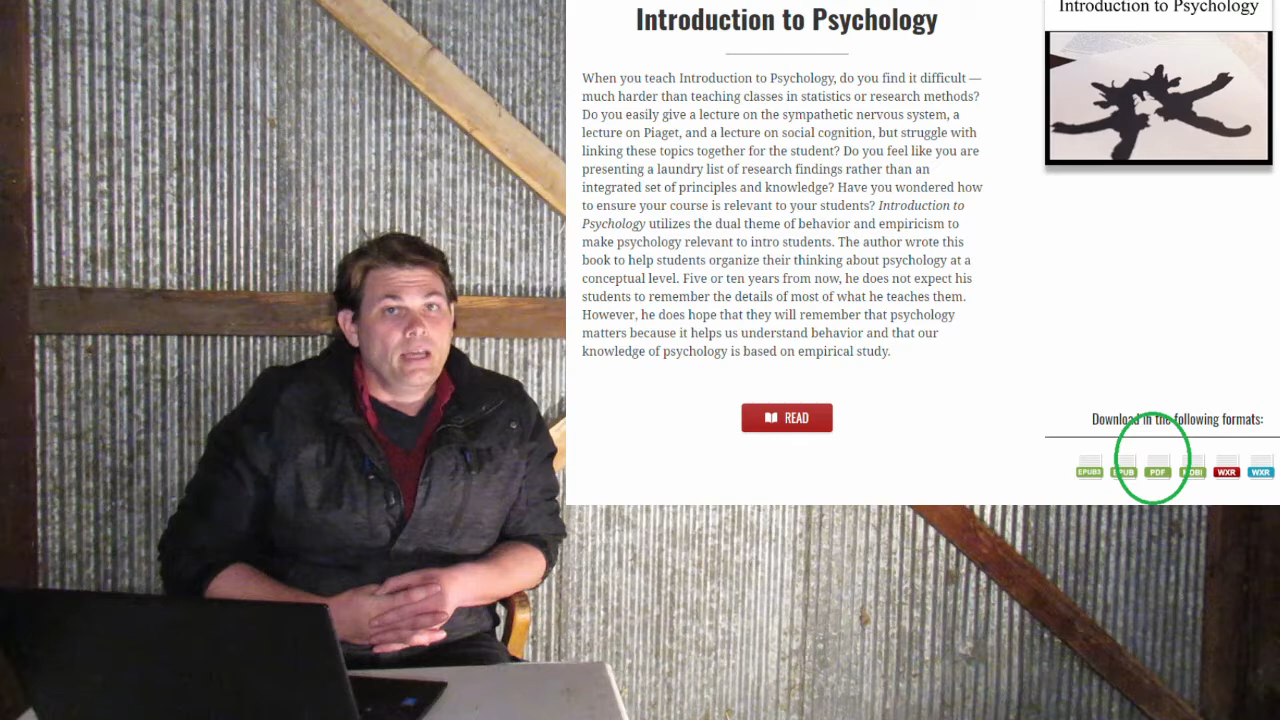 Introduction to Psychology
When you teach Introduction to Psychology, do you find it difficult —
much harder than teaching classes in statistics or research methods?
Do you easily give a lecture on the sympathetic nervous system, a
lecture on Piaget, and a lecture on social cognition, but struggle with
linking these topics together for the student? Do you feel like you are
presenting a laundry list of research findings rather than an
integrated set of principles and knowledge? Have you wondered how
to ensure your course is relevant to your students? Introduction to
Psychology utilizes the dual theme of behavior and empiricism to
make psychology relevant to intro students. The author wrote this
book to help students organize their thinking about psychology at a
conceptual level. Five or ten years from now, he does not expect his
students to remember the details of most of what he teaches them.
However, he does hope that they will remember that psychology
matters because it helps us understand behavior and that our
knowledge of psychology is based on empirical study.
READ
Introduction to Psychology
Download in the following formats:
EPUB3 EPUB PDF MOBI WXR WXR